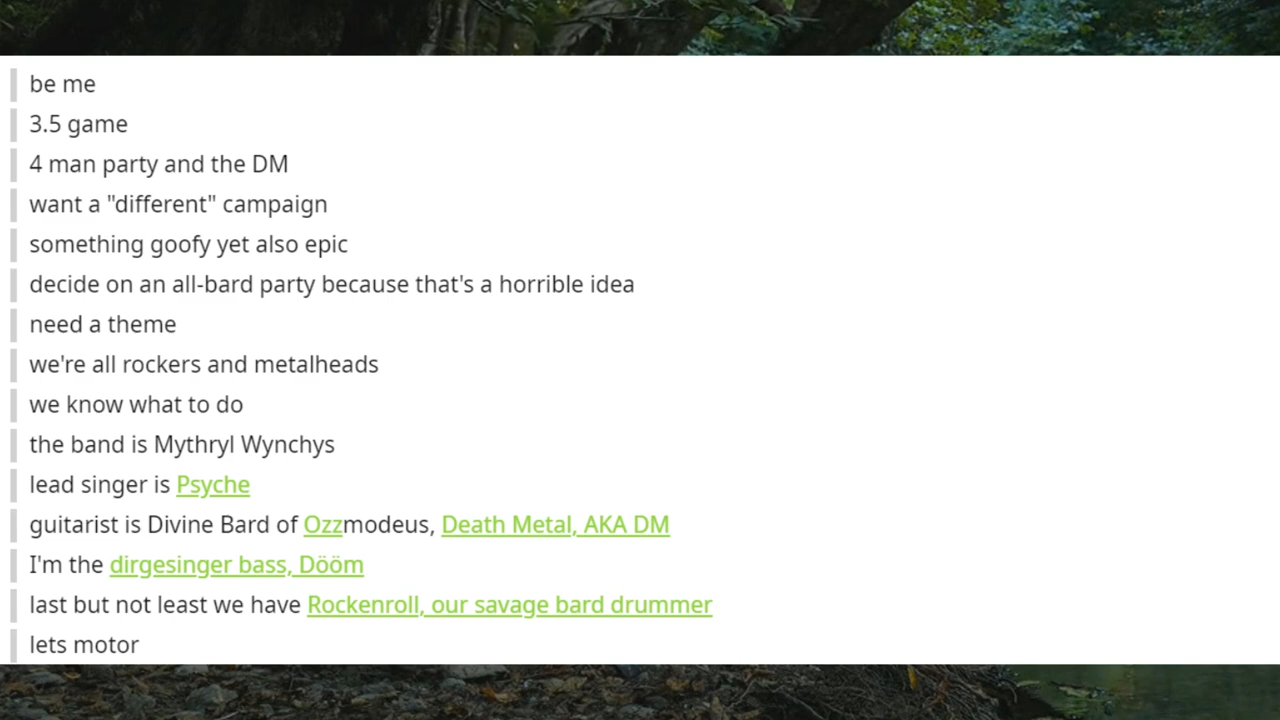 be me
3.5 game
4 man party and the DM
want a "different" campaign
something goofy yet also epic
decide on an all-bard party because that's a horrible idea
need a theme
we're all rockers and metalheads
we know what to do
the band is Mythryl Wynchys
lead singer is Psyche
guitarist is Divine Bard of Ozzmodeus, Death Metal, AKA DM
I'm the dirgesinger bass, Dööm
last but not least we have Rockenroll, our savage bard drummer
lets motor